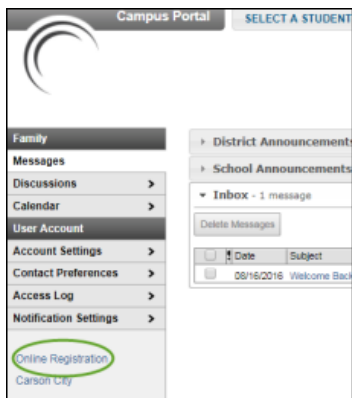 Campus Portal
SELECT A STUDENT
Family
Messages
Discussions
Calendar
User Account
Account Settings
Contact Preferences
Access Log
Notification Settings
Online Registration
Carson City
District Announcements
School Announcements
Inbox - 1 message
Delete Messages
! Date Subject
08/16/2016 Welcome Back